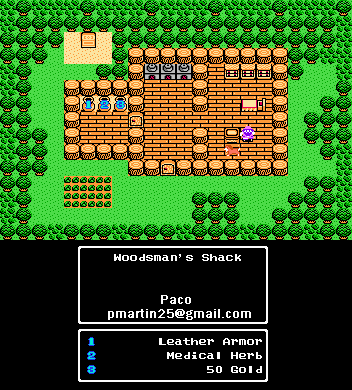 Woodsman's Shack
Paco
pmartin25@gmail.com
1 Leather Armor
2 Medical Herb
3 50 Gold